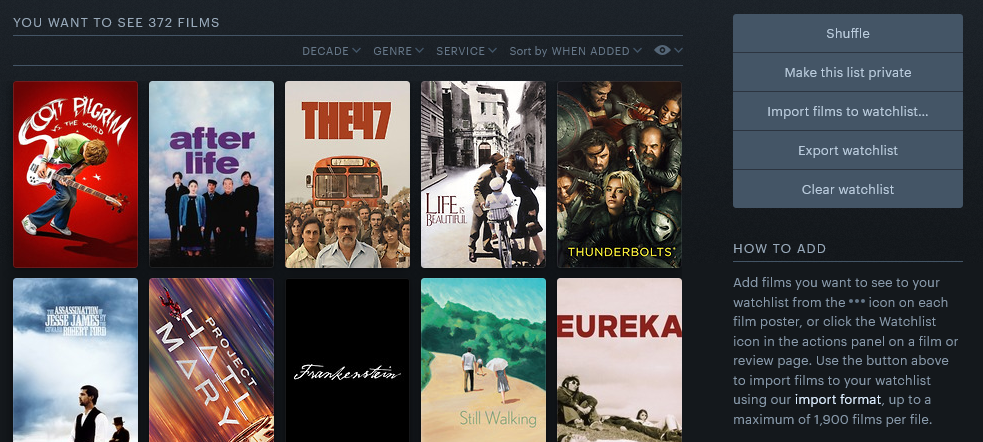 YOU WANT TO SEE 372 FILMS
DECADE GENRE SERVICE Sort by WHEN ADDED
SCOTT PILGRIM
VS. THE WORLD
after
life
THE47
LIFE IS
BEAUTIFUL
THUNDERBOLTS*
THE ASSASSINATION OF
JESSE JAMES BY
THE COWARD ROBERT FORD
PROJECT
HAIL
MARY
Frankenstein
Still Walking
EUREKA
Shuffle
Make this list private
Import films to watchlist...
Export watchlist
Clear watchlist
HOW TO ADD
Add films you want to see to your
watchlist from the ••• icon on each
film poster, or click the Watchlist
icon in the actions panel on a film or
review page. Use the button above
to import films to your watchlist
using our import format, up to a
maximum of 1,900 films per file.